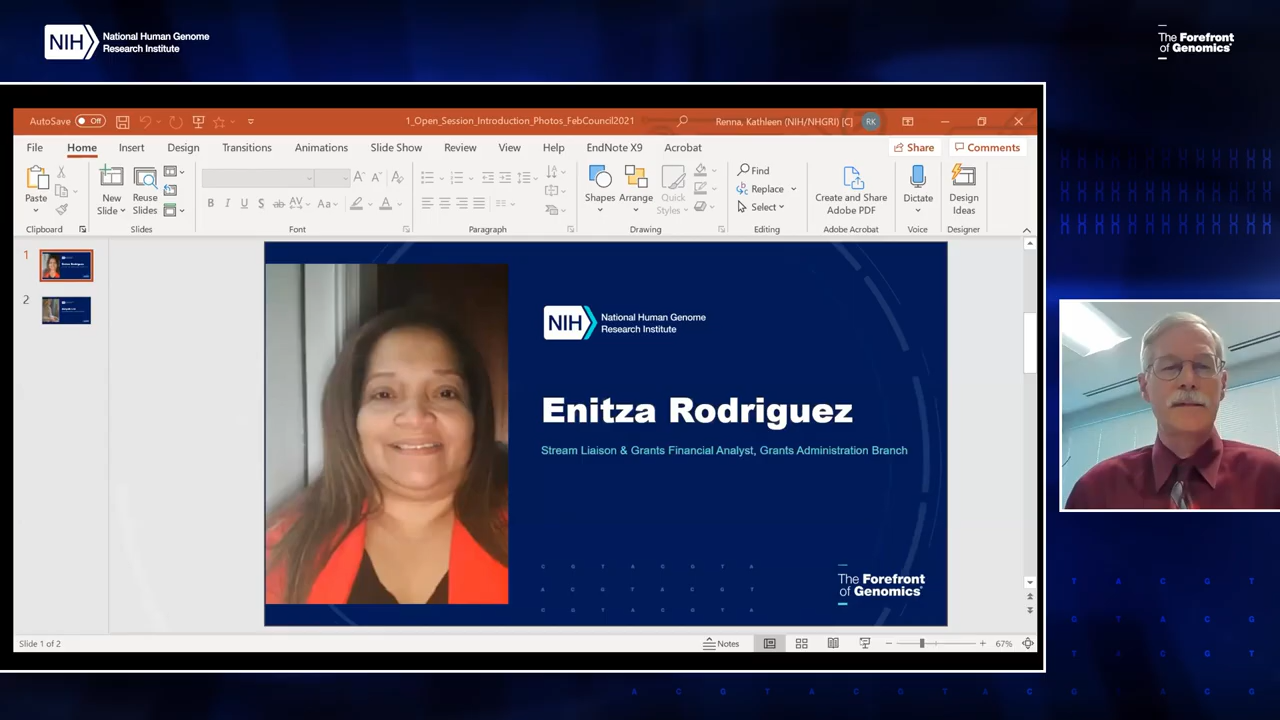 NIH National Human Genome
Research Institute
The Forefront
of Genomics
AutoSave Off
1_Open_Session_Introduction_Photos_FebCouncil2021
Renna, Kathleen (NIH/NHGRI) [C] RK
File Home Insert Design Transitions Animations Slide Show Review View Help EndNote X9 Acrobat Share Comments
Paste
New
Slide
Reuse
Slides
B I U S ab AV Aa A
Shapes Arrange Quick
Styles
Find
Replace
Select
Create and Share
Adobe PDF
Dictate
Design
Ideas
Clipboard Slides Font Paragraph Drawing Editing Adobe Acrobat Voice Designer
1
2
NIH National Human Genome
Research Institute
Enitza Rodriguez
Stream Liaison & Grants Financial Analyst, Grants Administration Branch
C G T A C G T A
A C G T A C G T
C G T A C G T A
The Forefront
of Genomics®
Slide 1 of 2
Notes
67%
T A C G T
T A C G T
T A C G T
A C G T A C G T A C G T